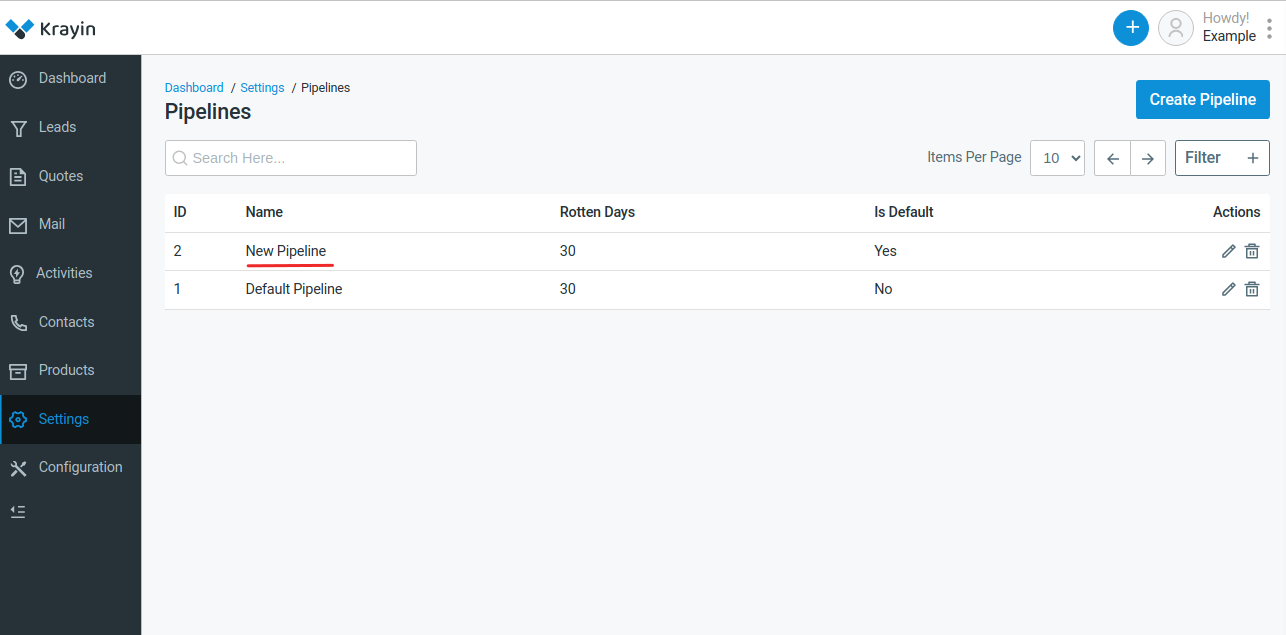 Krayin
Howdy!
Example
Dashboard
Leads
Quotes
Mail
Activities
Contacts
Products
Settings
Configuration
Dashboard / Settings / Pipelines
Pipelines
Create Pipeline
Search Here...
Items Per Page 10 Filter +
ID Name Rotten Days Is Default Actions
2 New Pipeline 30 Yes
1 Default Pipeline 30 No